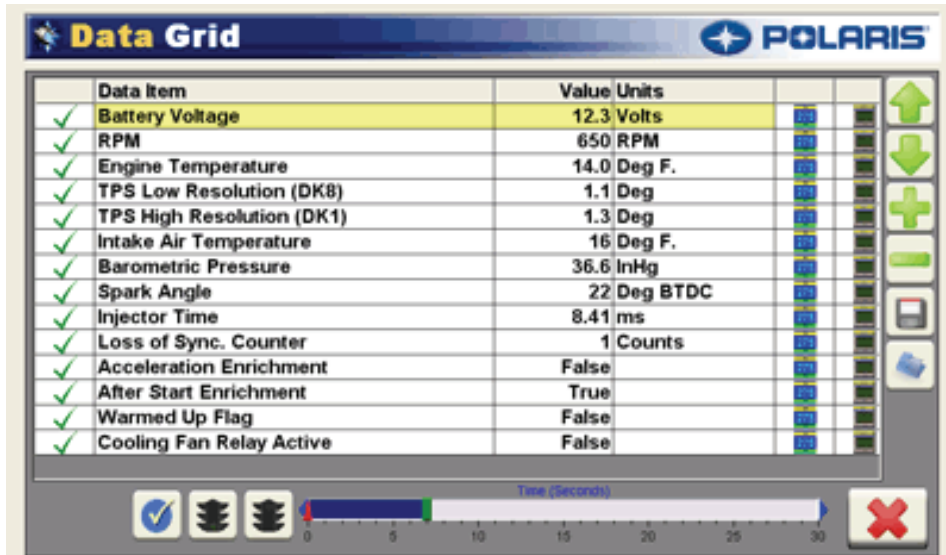 Data Grid POLARIS
Data Item Value Units
Battery Voltage 12.3 Volts
RPM 650 RPM
Engine Temperature 14.0 Deg F.
TPS Low Resolution (DK8) 1.1 Deg
TPS High Resolution (DK1) 1.3 Deg
Intake Air Temperature 16 Deg F.
Barometric Pressure 36.6 InHg
Spark Angle 22 Deg BTDC
Injector Time 8.41 ms
Loss of Sync. Counter 1 Counts
Acceleration Enrichment False
After Start Enrichment True
Warmed Up Flag False
Cooling Fan Relay Active False
Time (Seconds)
0 5 10 15 20 25 30